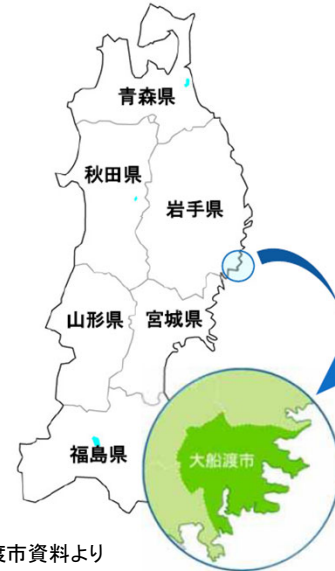 青森県
秋田県
岩手県
山形県
宮城県
福島県
大船渡市
渡市資料より